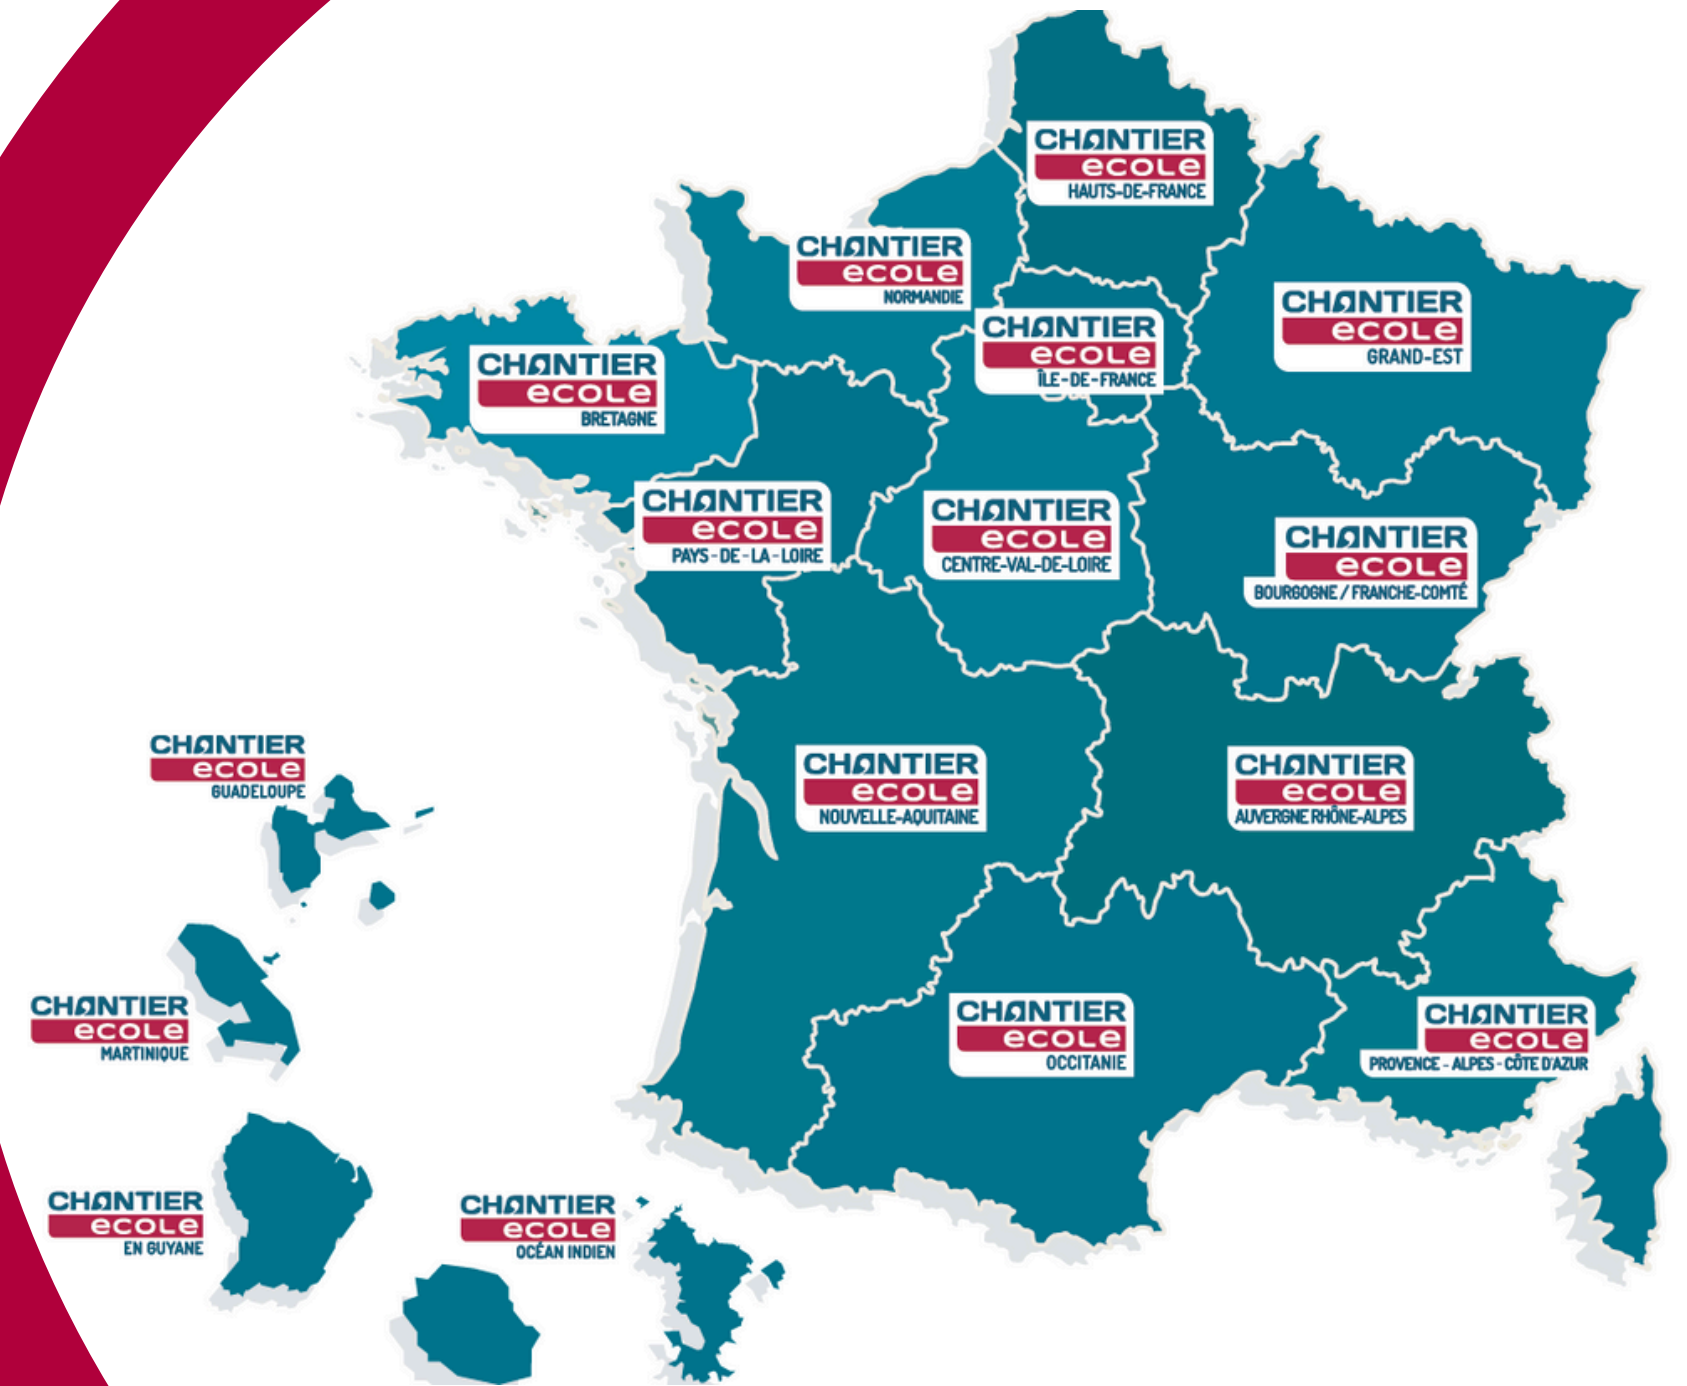 CHANTIER
ecole
HAUTS-DE-FRANCE
CHANTIER
ecole
NORMANDIE
CHANTIER
ecole
GRAND-EST
CHANTIER
ecole
ÎLE-DE-FRANCE
CHANTIER
ecole
BRETAGNE
CHANTIER
ecole
PAYS-DE-LA-LOIRE
CHANTIER
ecole
CENTRE-VAL-DE-LOIRE
CHANTIER
ecole
BOURGOGNE / FRANCHE-COMTÉ
CHANTIER
ecole
GUADELOUPE
CHANTIER
ecole
NOUVELLE-AQUITAINE
CHANTIER
ecole
AUVERGNE RHÔNE-ALPES
CHANTIER
ecole
MARTINIQUE
CHANTIER
ecole
OCCITANIE
CHANTIER
ecole
PROVENCE - ALPES - CÔTE D'AZUR
CHANTIER
ecole
EN GUYANE
CHANTIER
ecole
OCÉAN INDIEN